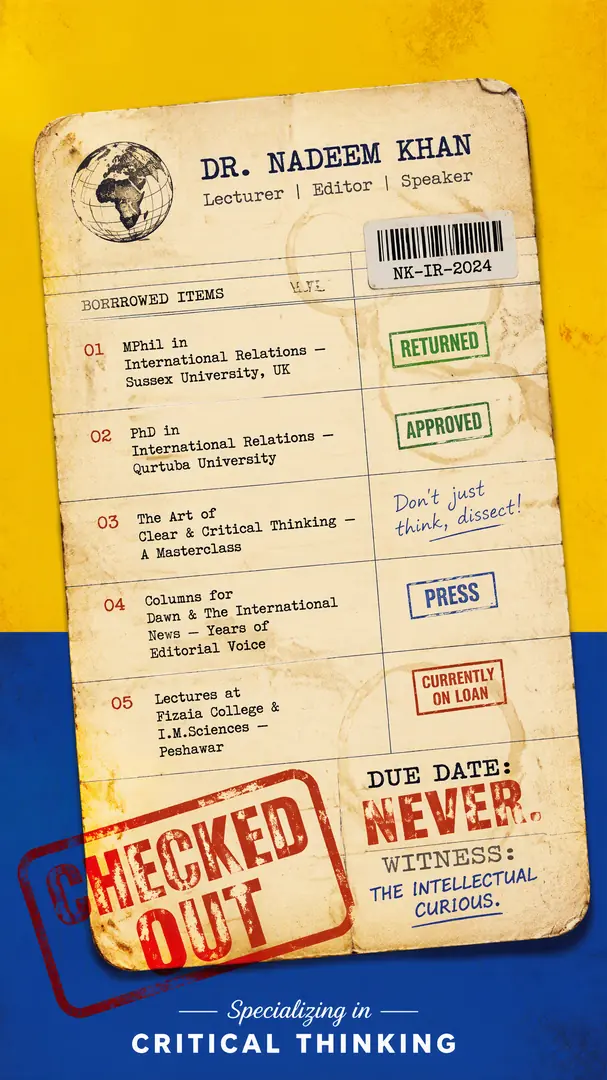 DR. NADEEM KHAN
Lecturer | Editor | Speaker
NK-IR-2024
BORRROWED ITEMS
01
MPhil in
International Relations —
Sussex University, UK
RETURNED
02
PhD in
International Relations —
Qurtuba University
APPROVED
03
The Art of
Clear & Critical Thinking —
A Masterclass
Don't just
think, dissect!
04
Columns for
Dawn & The International
News — Years of
Editorial Voice
PRESS
05
Lectures at
Fizaia College &
I.M.Sciences —
Peshawar
CURRENTLY
ON LOAN
CHECKED
OUT
DUE DATE:
NEVER.
WITNESS:
THE INTELLECTUAL
CURIOUS.
Specializing in
CRITICAL THINKING